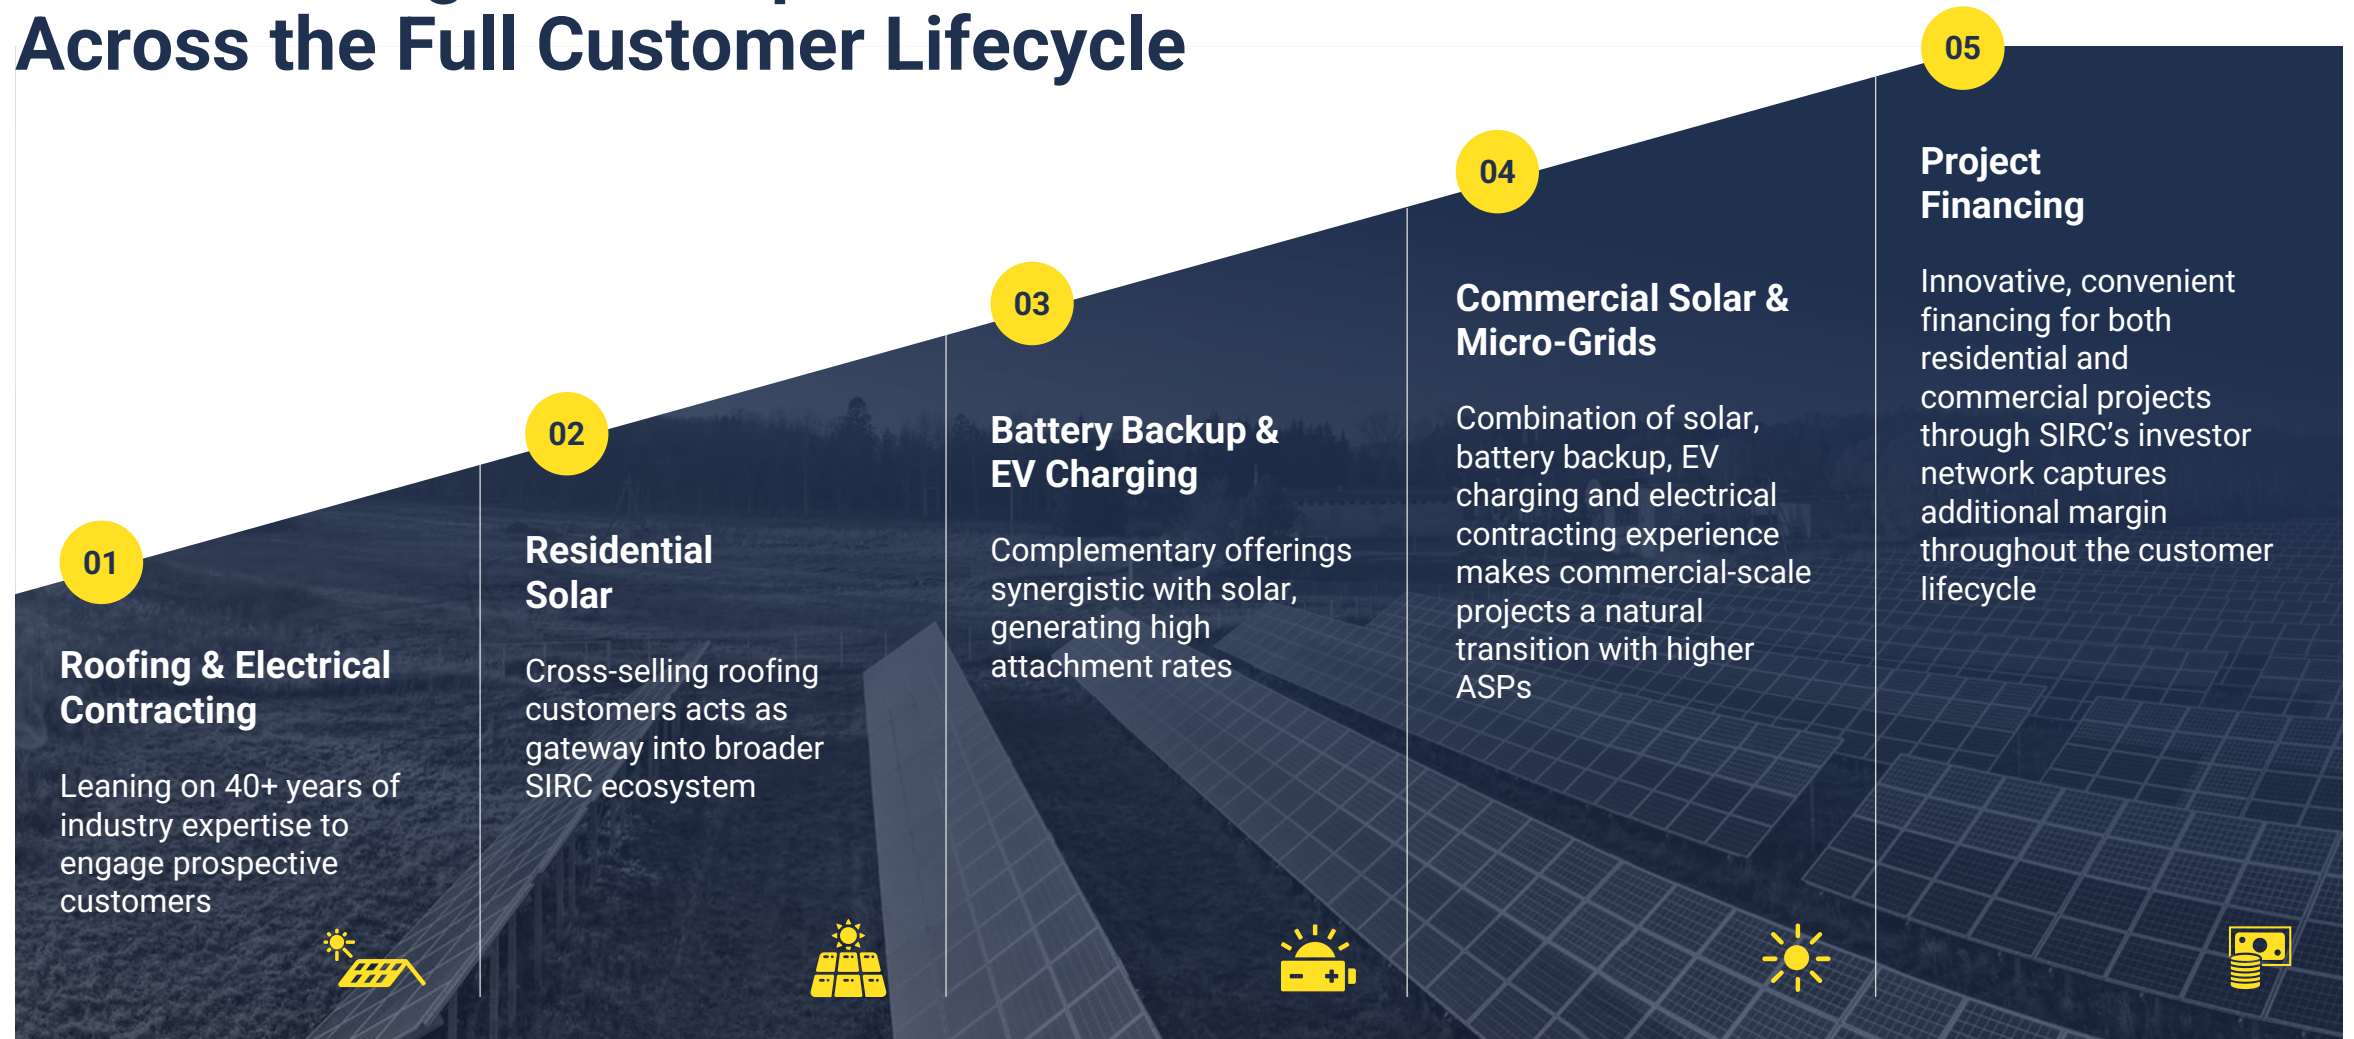 Across the Full Customer Lifecycle
01
Roofing & Electrical
Contracting
Leaning on 40+ years of
industry expertise to
engage prospective
customers
02
Residential
Solar
Cross-selling roofing
customers acts as
gateway into broader
SIRC ecosystem
03
Battery Backup &
EV Charging
Complementary offerings
synergistic with solar,
generating high
attachment rates
04
Commercial Solar &
Micro-Grids
Combination of solar,
battery backup, EV
charging and electrical
contracting experience
makes commercial-scale
projects a natural
transition with higher
ASPs
05
Project
Financing
Innovative, convenient
financing for both
residential and
commercial projects
through SIRC’s investor
network captures
additional margin
throughout the customer
lifecycle